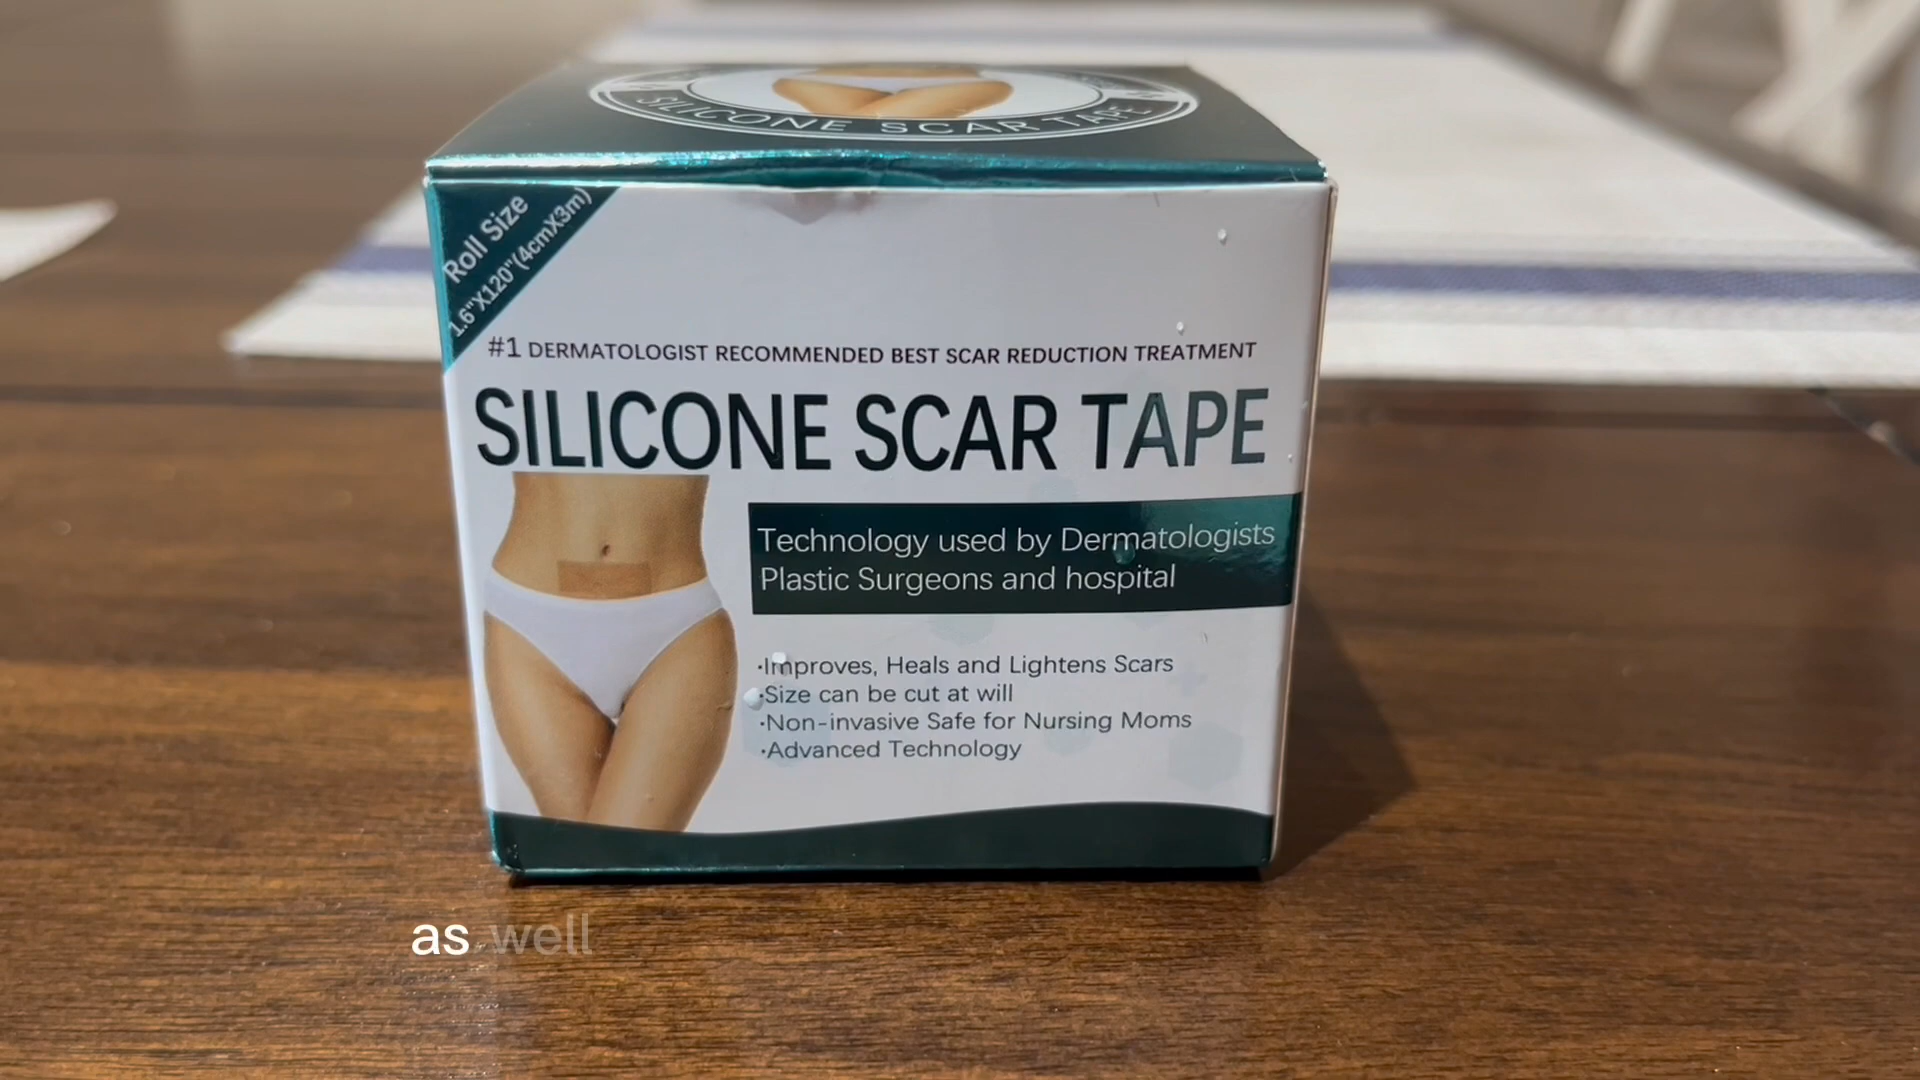 SILICONE SCAR TAPE
Roll Size
1.6"X120"(4cmX3m)
#1 DERMATOLOGIST RECOMMENDED BEST SCAR REDUCTION TREATMENT
SILICONE SCAR TAPE
Technology used by Dermatologists
Plastic Surgeons and hospital
·Improves, Heals and Lightens Scars
·Size can be cut at will
·Non-invasive Safe for Nursing Moms
·Advanced Technology
as well